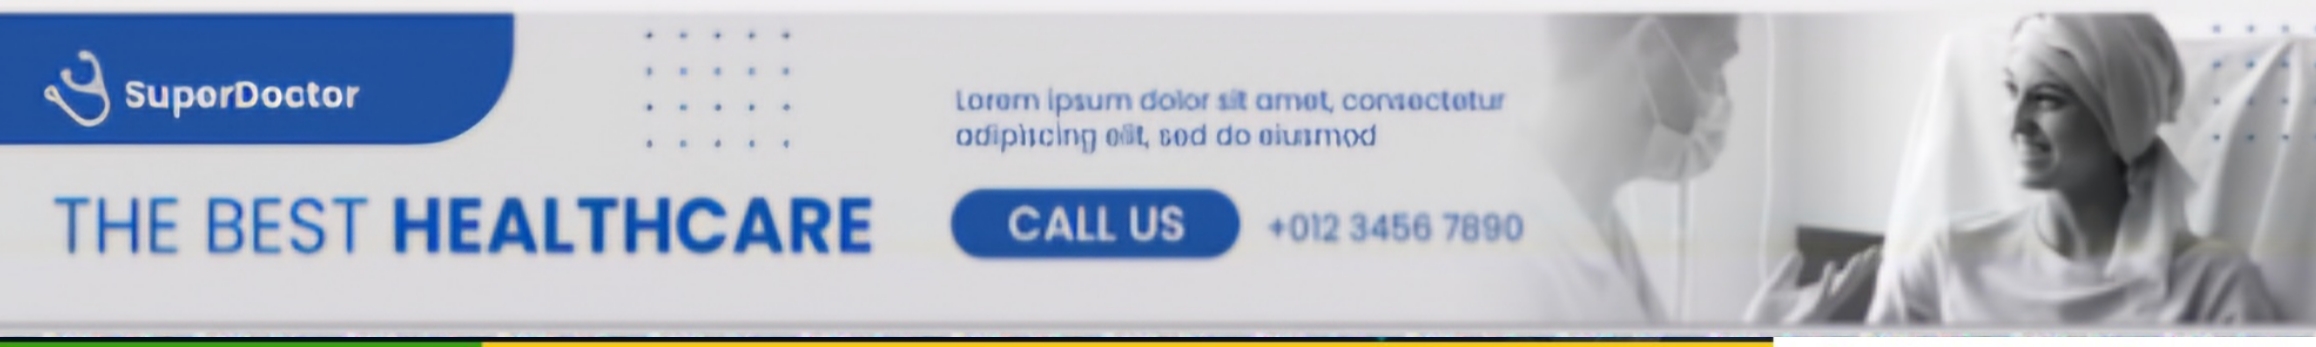 SuperDoctor
THE BEST HEALTHCARE
Lorem ipsum dolor sit amet, consectetur
adipiscing elit, sed do eiusmod
CALL US +012 3456 7890